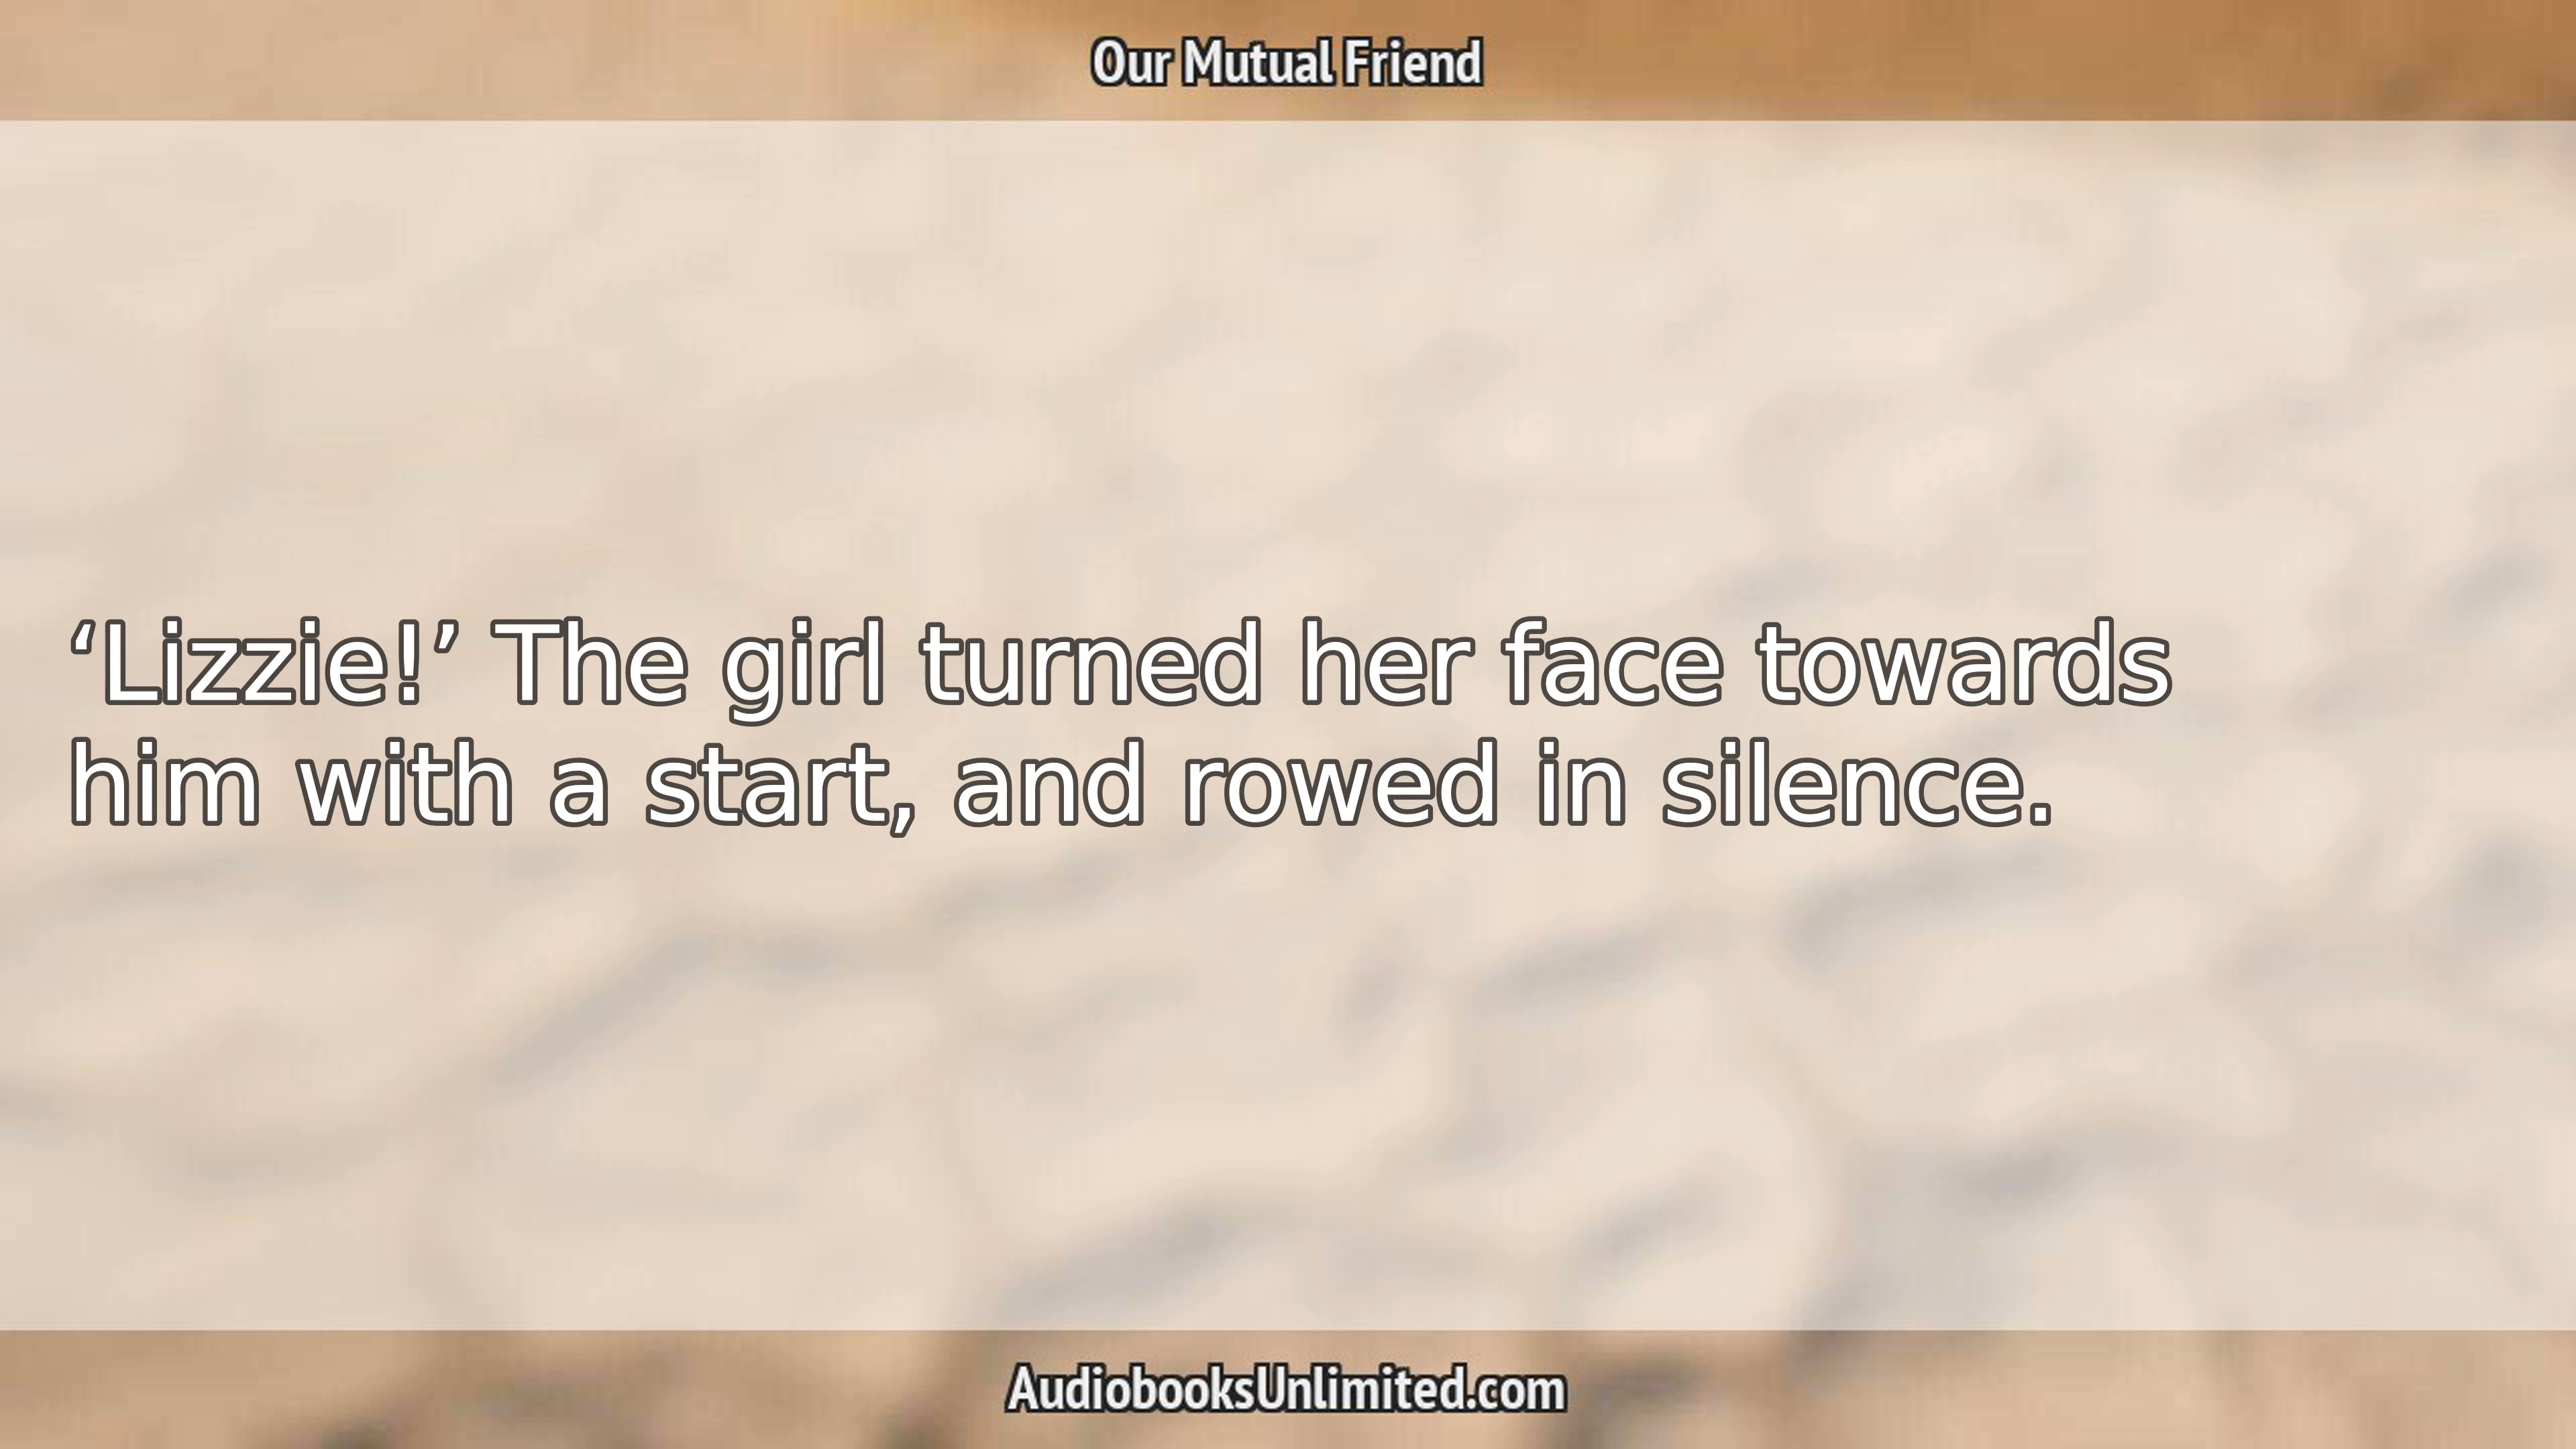 Our Mutual Friend
‘Lizzie!’ The girl turned her face towards
him with a start, and rowed in silence.
AudiobooksUnlimited.com